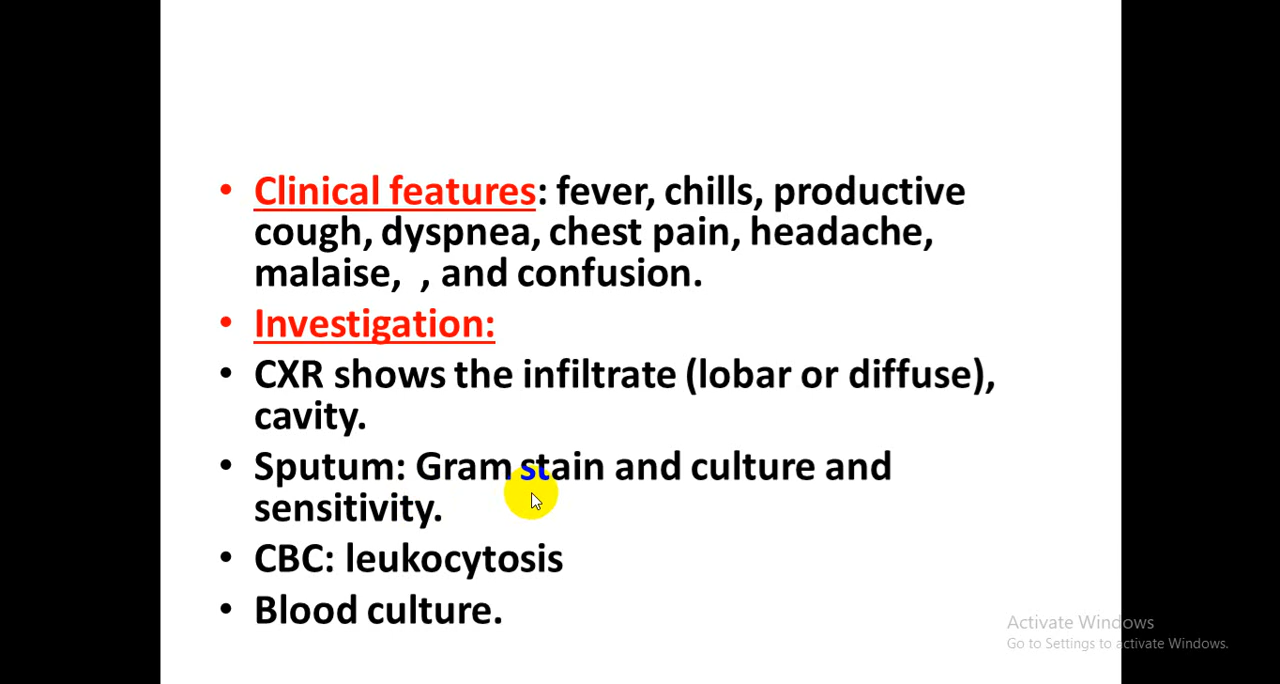 • Clinical features: fever, chills, productive
cough, dyspnea, chest pain, headache,
malaise,  , and confusion.
• Investigation:
• CXR shows the infiltrate (lobar or diffuse),
cavity.
• Sputum: Gram stain and culture and
sensitivity.
• CBC: leukocytosis
• Blood culture.
Activate Windows
Go to Settings to activate Windows.